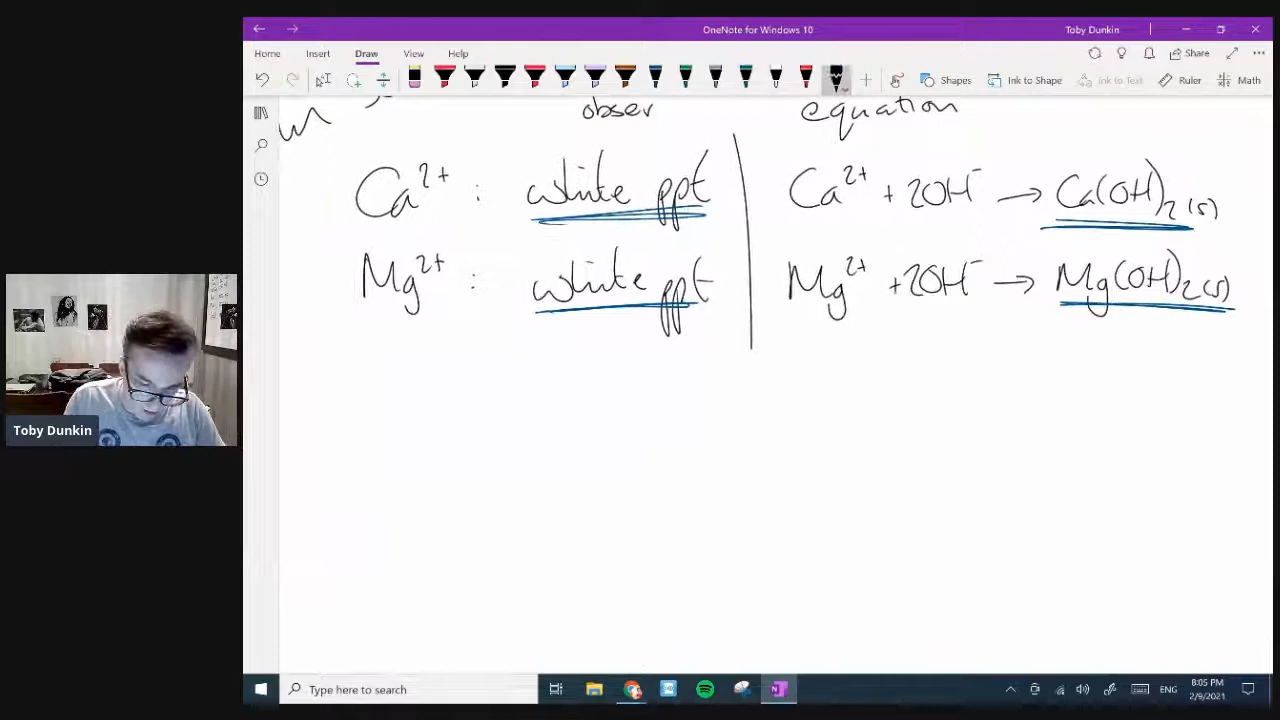 OneNote for Windows 10
Toby Dunkin
Home Insert Draw View Help
Share
Shapes Ink to Shape Ink to Text Ruler Math
obser equation
Ca²⁺ : white ppt Ca²⁺ + 2OH⁻ → Ca(OH)₂ (s)
Mg²⁺ : white ppt Mg²⁺ + 2OH⁻ → Mg(OH)₂ (s)
Toby Dunkin
Type here to search
ENG
8:05 PM
2/9/2021